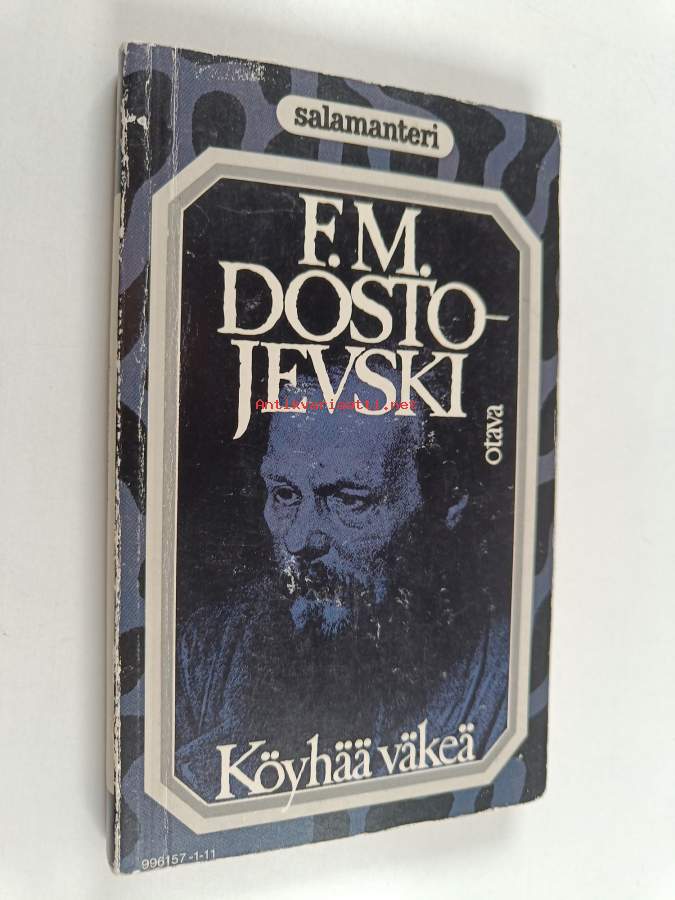 salamanteri
F. M.
DOSTO-
JEVSKI
Antikvariaatti.net
otava
Köyhää väkeä
996157-1-11